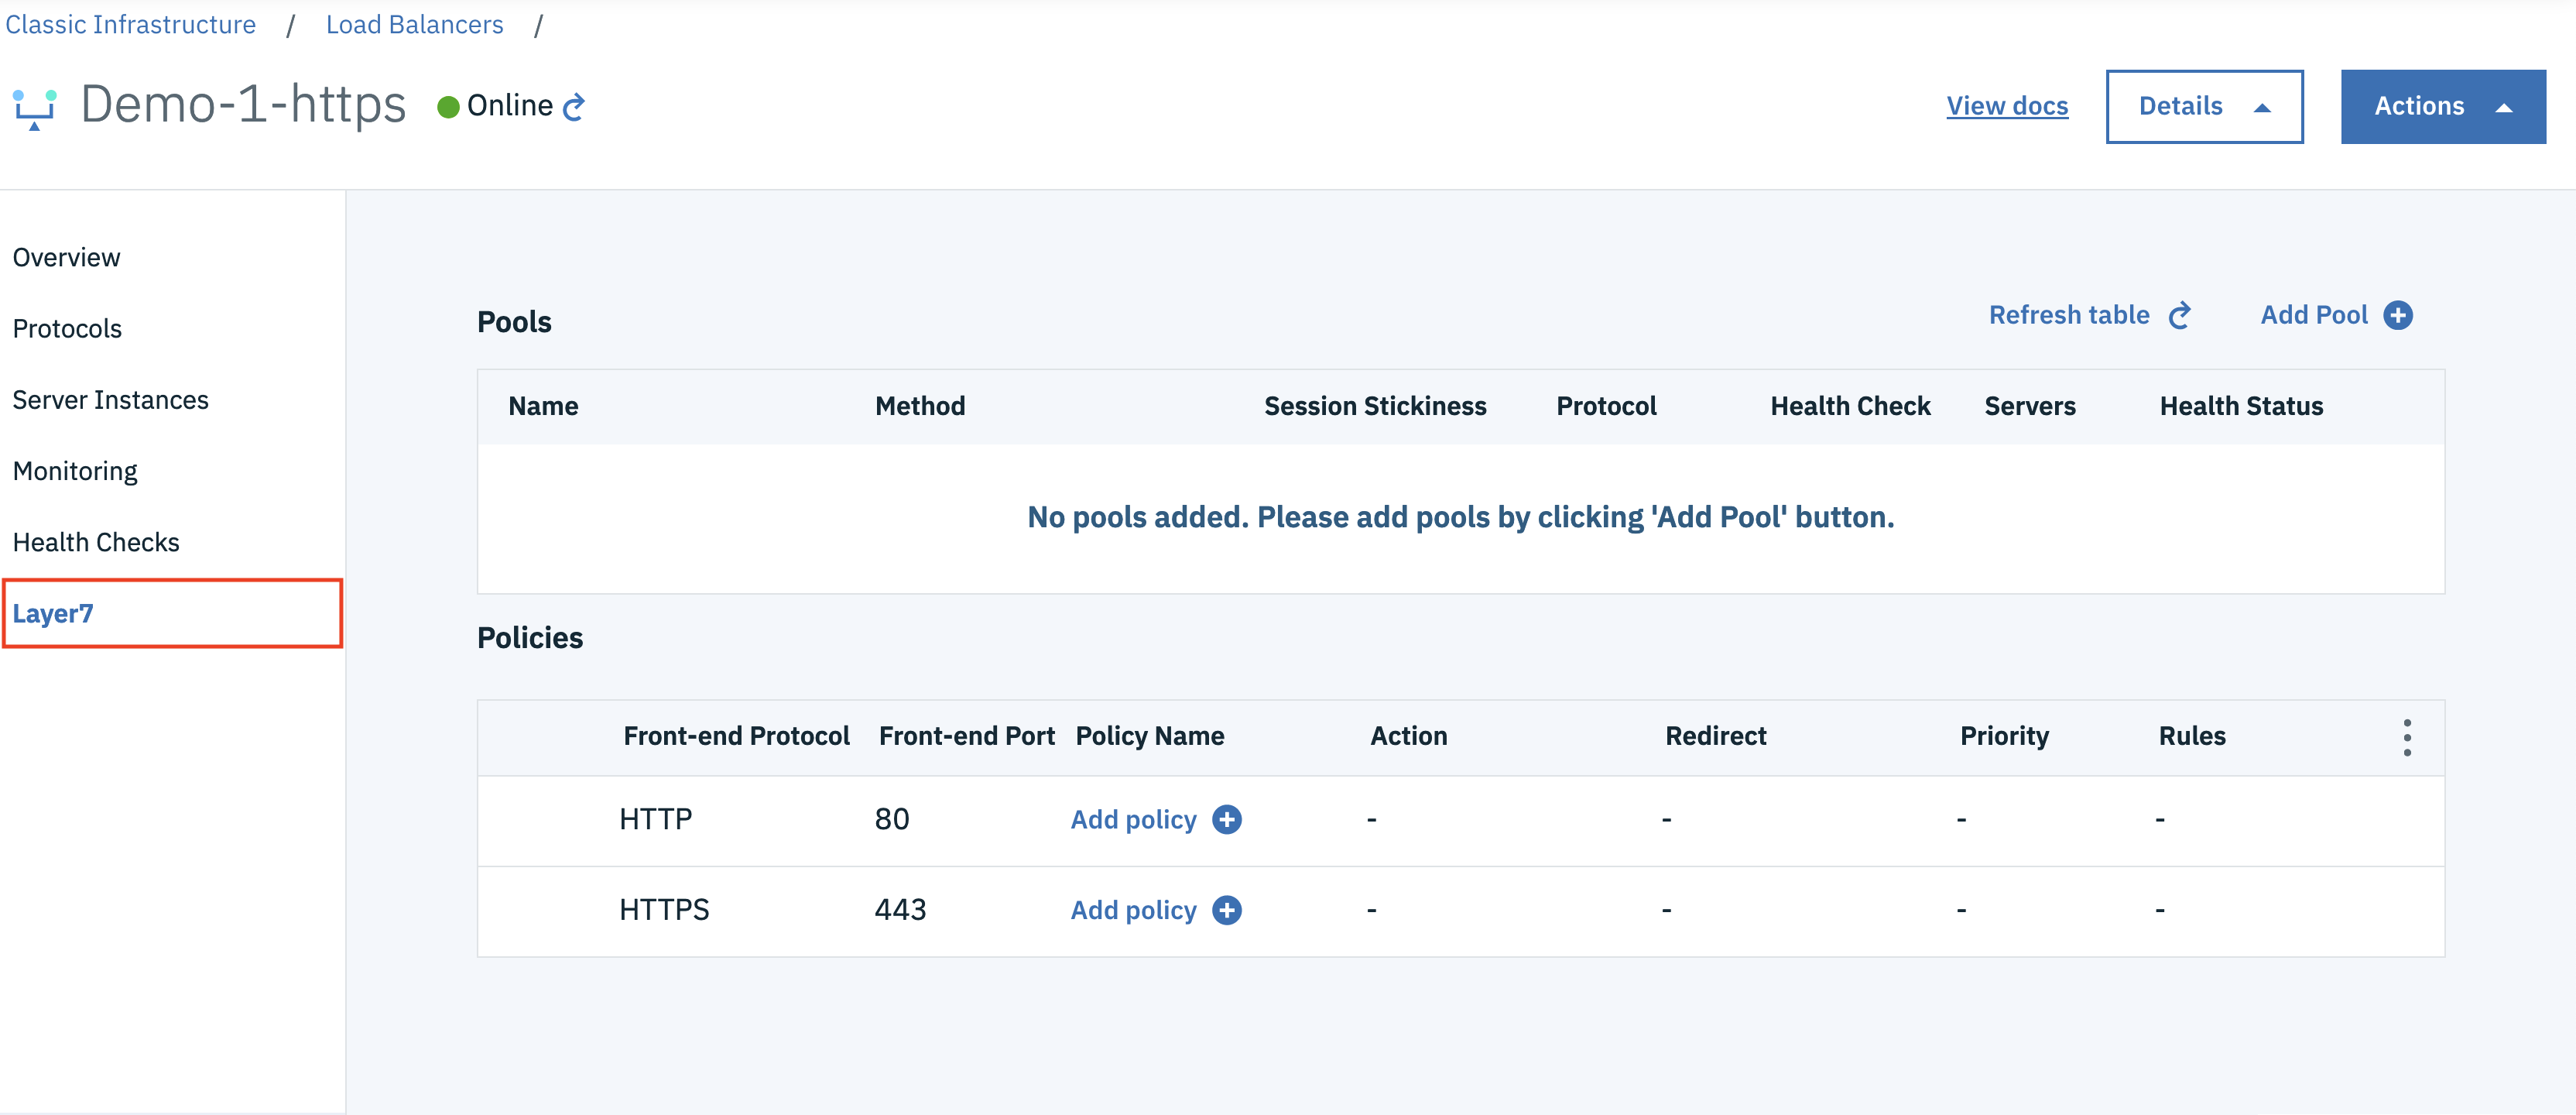 Classic Infrastructure / Load Balancers /
Demo-1-https Online
View docs Details Actions
Overview
Protocols
Server Instances
Monitoring
Health Checks
Layer7
Pools
Refresh table Add Pool
Name Method Session Stickiness Protocol Health Check Servers Health Status
No pools added. Please add pools by clicking 'Add Pool' button.
Policies
Front-end Protocol Front-end Port Policy Name Action Redirect Priority Rules
HTTP 80 Add policy - - - -
HTTPS 443 Add policy - - - -